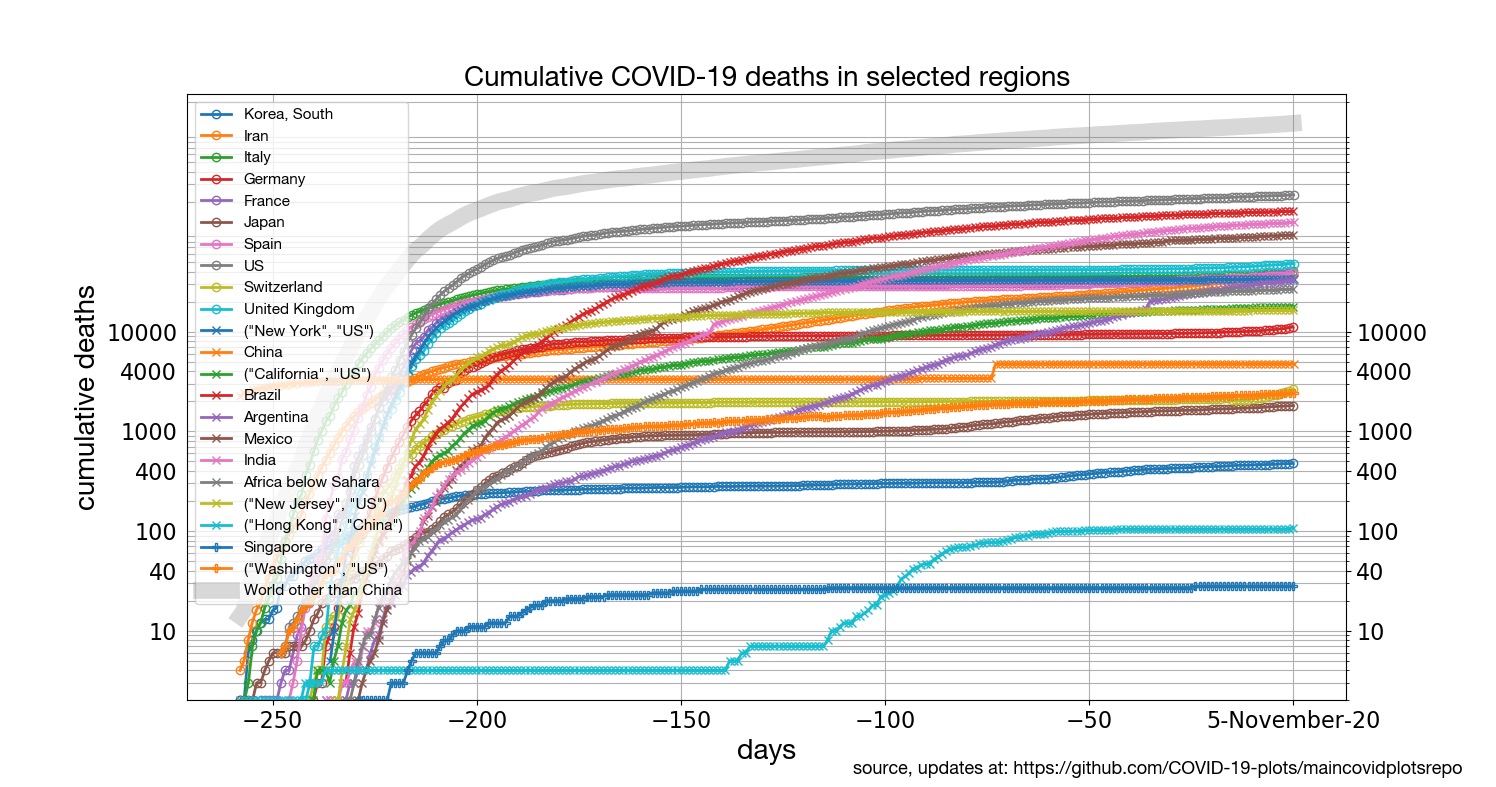 Cumulative COVID-19 deaths in selected regions
Korea, South
Iran
Italy
Germany
France
Japan
Spain
US
Switzerland
United Kingdom
("New York", "US")
China
("California", "US")
Brazil
Argentina
Mexico
India
Africa below Sahara
("New Jersey", "US")
("Hong Kong", "China")
Singapore
("Washington", "US")
World other than China
cumulative deaths
10000
4000
1000
400
100
40
10
10000
4000
1000
400
100
40
10
−250
−200
−150
−100
−50
5-November-20
days
source, updates at: https://github.com/COVID-19-plots/maincovidplotsrepo